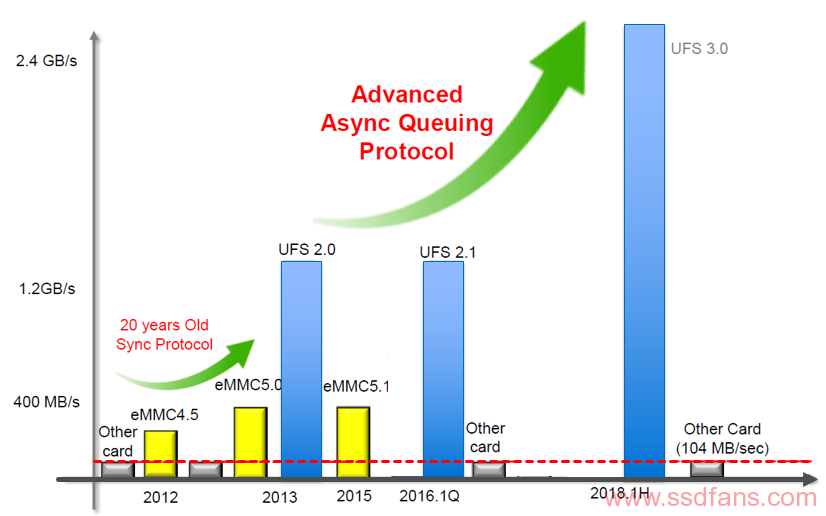 2.4 GB/s
UFS 3.0
Advanced
Async Queuing
Protocol
UFS 2.0
UFS 2.1
1.2GB/s
20 years Old
Sync Protocol
400 MB/s
eMMC5.0
eMMC5.1
eMMC4.5
Other
card
Other
card
Other Card
(104 MB/sec)
2012
2013
2015
2016.1Q
2018.1H
www.ssdfans.com